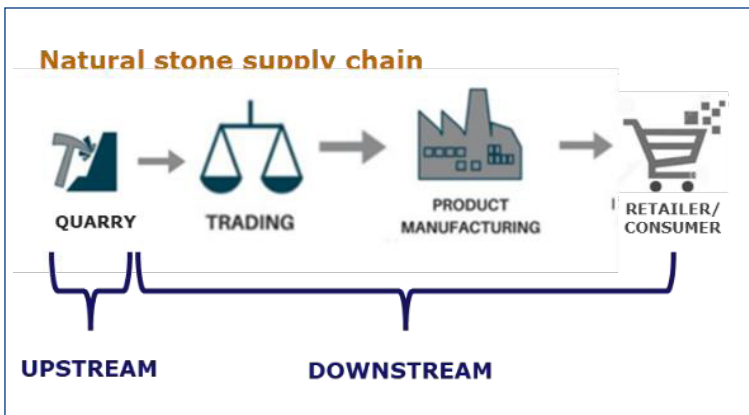 Natural stone supply chain
QUARRY
TRADING
PRODUCT
MANUFACTURING
RETAILER/
CONSUMER
UPSTREAM
DOWNSTREAM